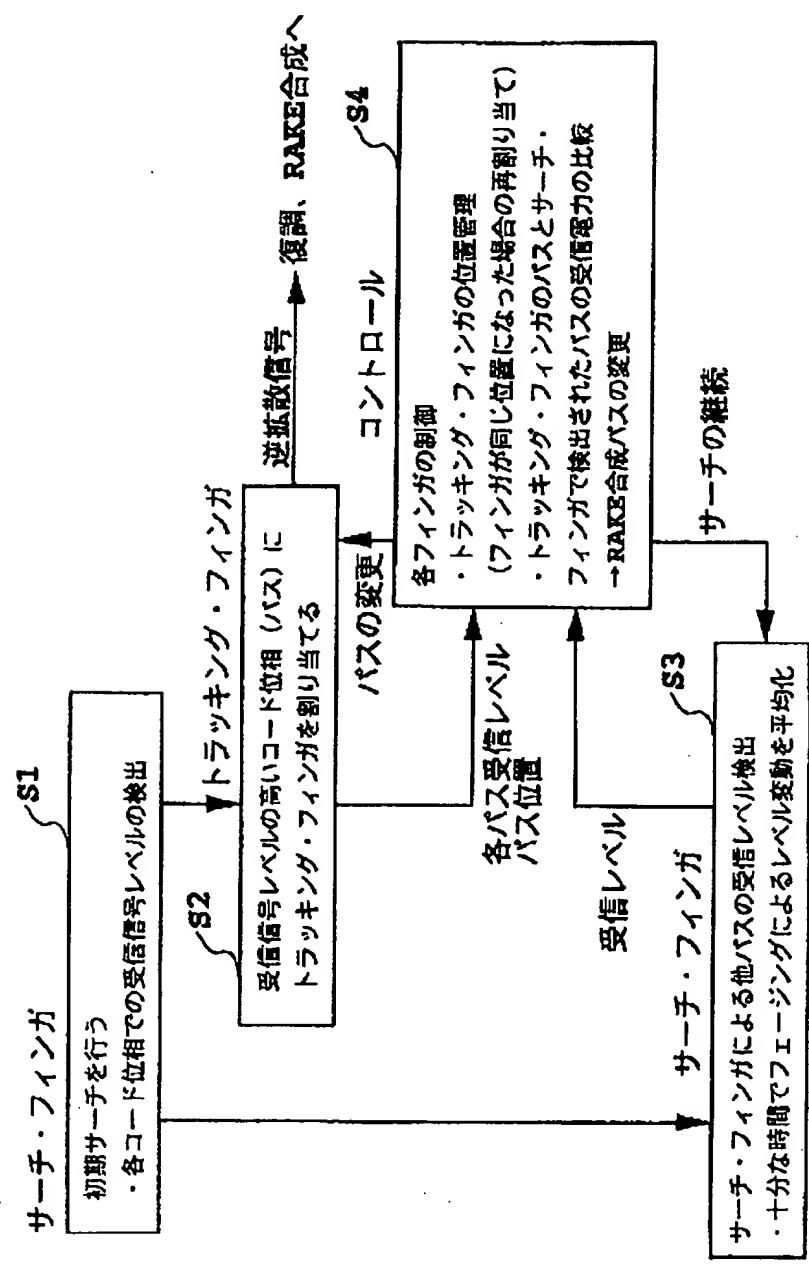 サーチ・フィンガ
S1
初期サーチを行う
・各コード位相での受信信号レベルの検出
トラッキング・フィンガ
S2
受信信号レベルの高いコード位相（パス）に
トラッキング・フィンガを割り当てる
逆拡散信号
復調、RAKE合成へ
パスの変更
コントロール
S4
各フィンガの制御
・トラッキング・フィンガの位置管理
（フィンガが同じ位置になった場合の再割り当て）
・トラッキング・フィンガのパスとサーチ・
フィンガで検出されたパスの受信電力の比較
→RAKE合成パスの変更
各パス受信レベル
パス位置
受信レベル
サーチの継続
サーチ・フィンガ
S3
サーチ・フィンガによる他パスの受信レベル検出
・十分な時間でフェージングによるレベル変動を平均化